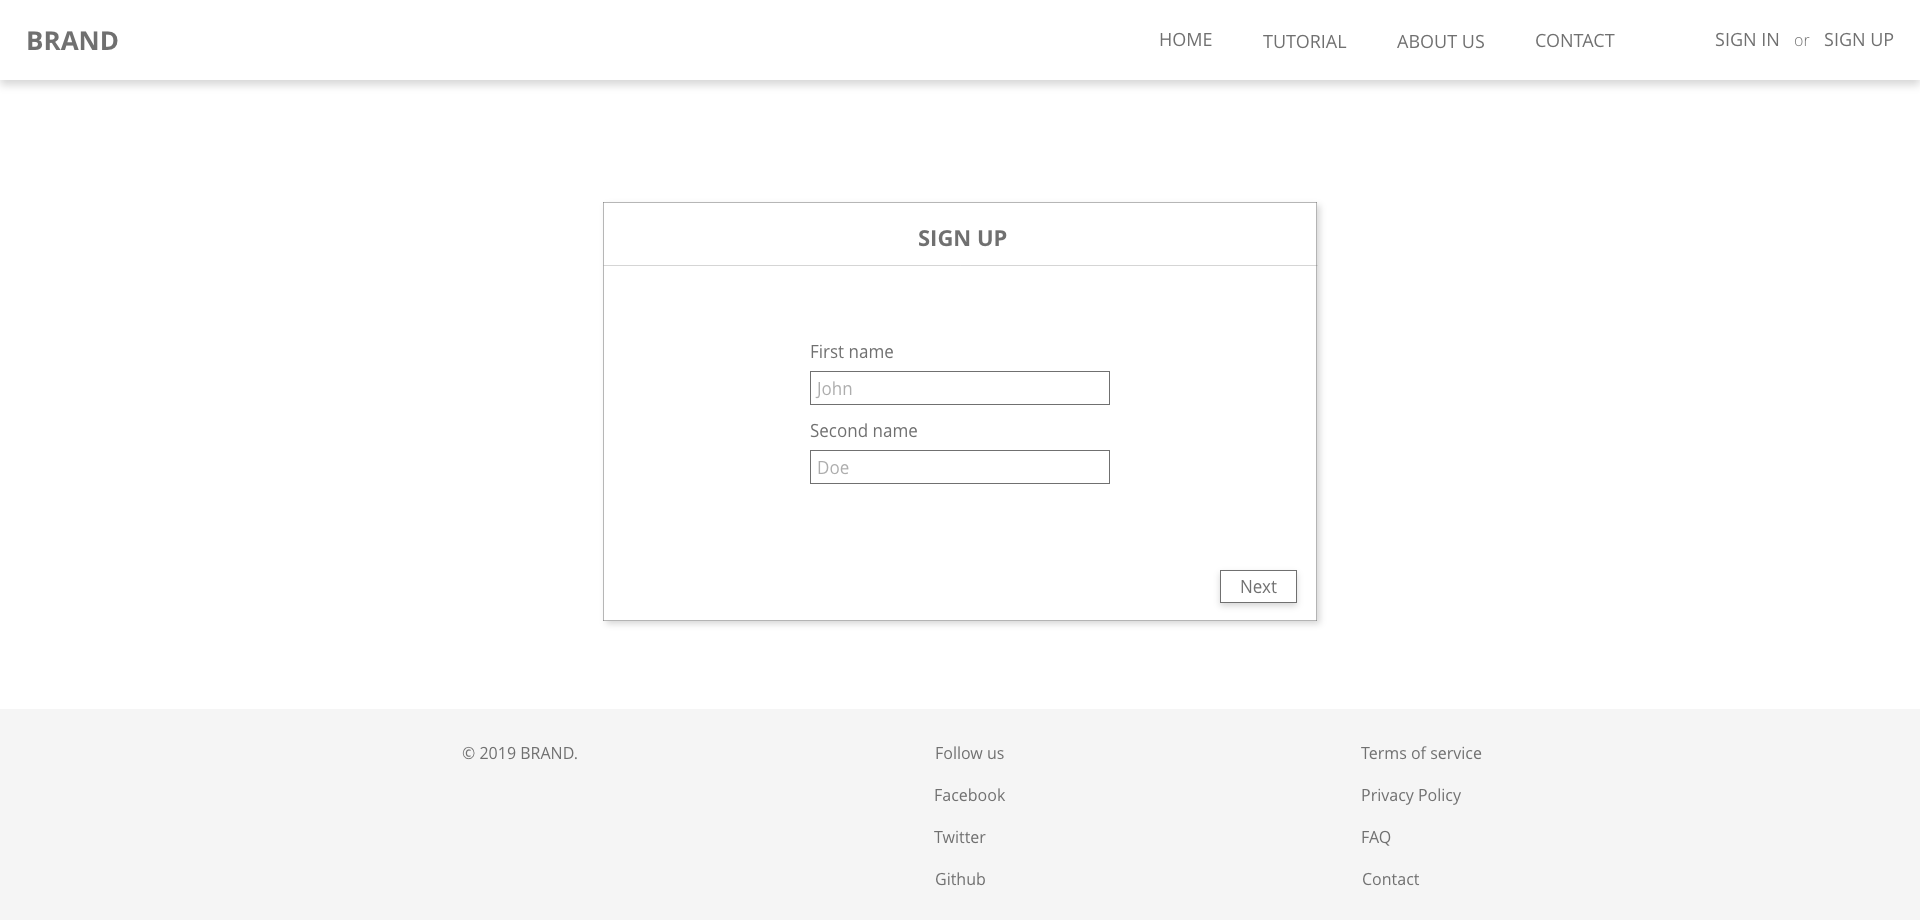 BRAND HOME TUTORIAL ABOUT US CONTACT SIGN IN or SIGN UP
SIGN UP
First name
John
Second name
Doe
Next
© 2019 BRAND. Follow us Terms of service
Facebook Privacy Policy
Twitter FAQ
Github Contact